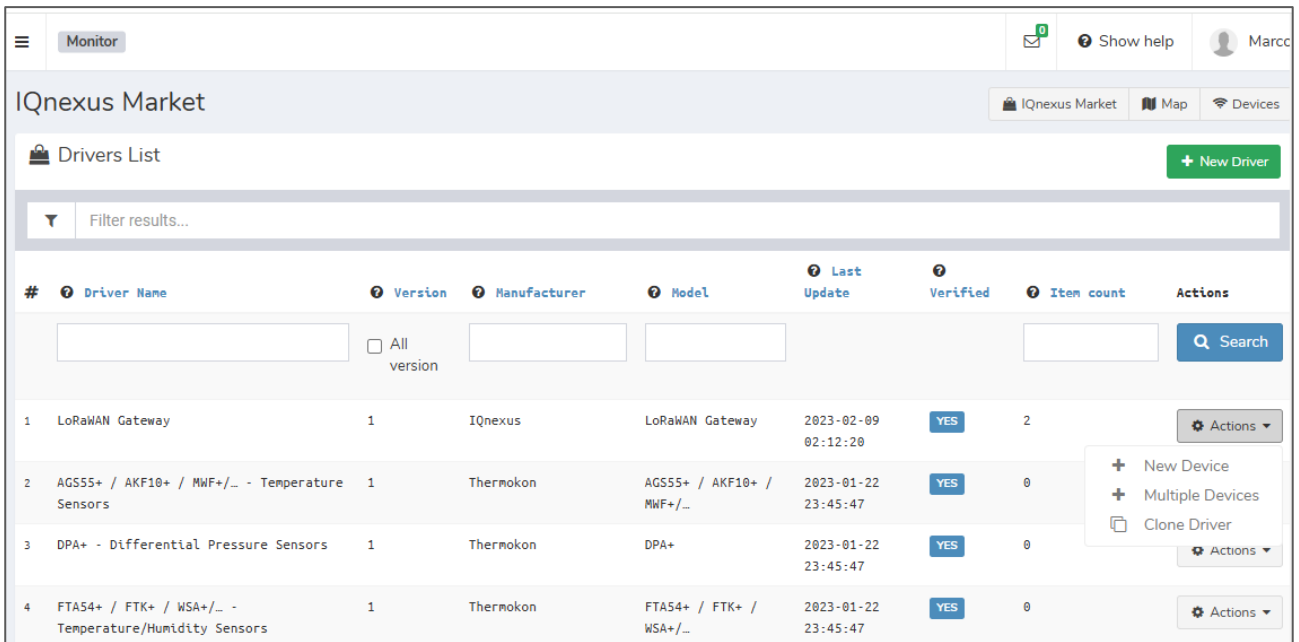 Monitor
0
Show help
Marcc
IQnexus Market
IQnexus Market
Map
Devices
Drivers List
+ New Driver
Filter results...
# Driver Name Version Manufacturer Model Last Update Verified Item count Actions
All version
Search
1 LoRaWAN Gateway 1 IQnexus LoRaWAN Gateway 2023-02-09 YES 2 Actions
02:12:20
+ New Device
+ Multiple Devices
Clone Driver
2 AGS55+ / AKF10+ / MWF+/… - Temperature 1 Thermokon AGS55+ / AKF10+ / 2023-01-22 YES 0
Sensors MWF+/… 23:45:47
3 DPA+ - Differential Pressure Sensors 1 Thermokon DPA+ 2023-01-22 YES 0 Actions
23:45:47
4 FTA54+ / FTK+ / WSA+/… - 1 Thermokon FTA54+ / FTK+ / 2023-01-22 YES 0 Actions
Temperature/Humidity Sensors WSA+/… 23:45:47